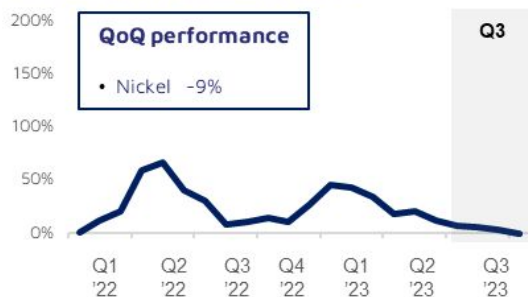 200%
QoQ performance
Q3
150%
• Nickel -9%
100%
50%
0%
Q1 Q2 Q3 Q4 Q1 Q2 Q3
'22 '22 '22 '22 '23 '23 '23